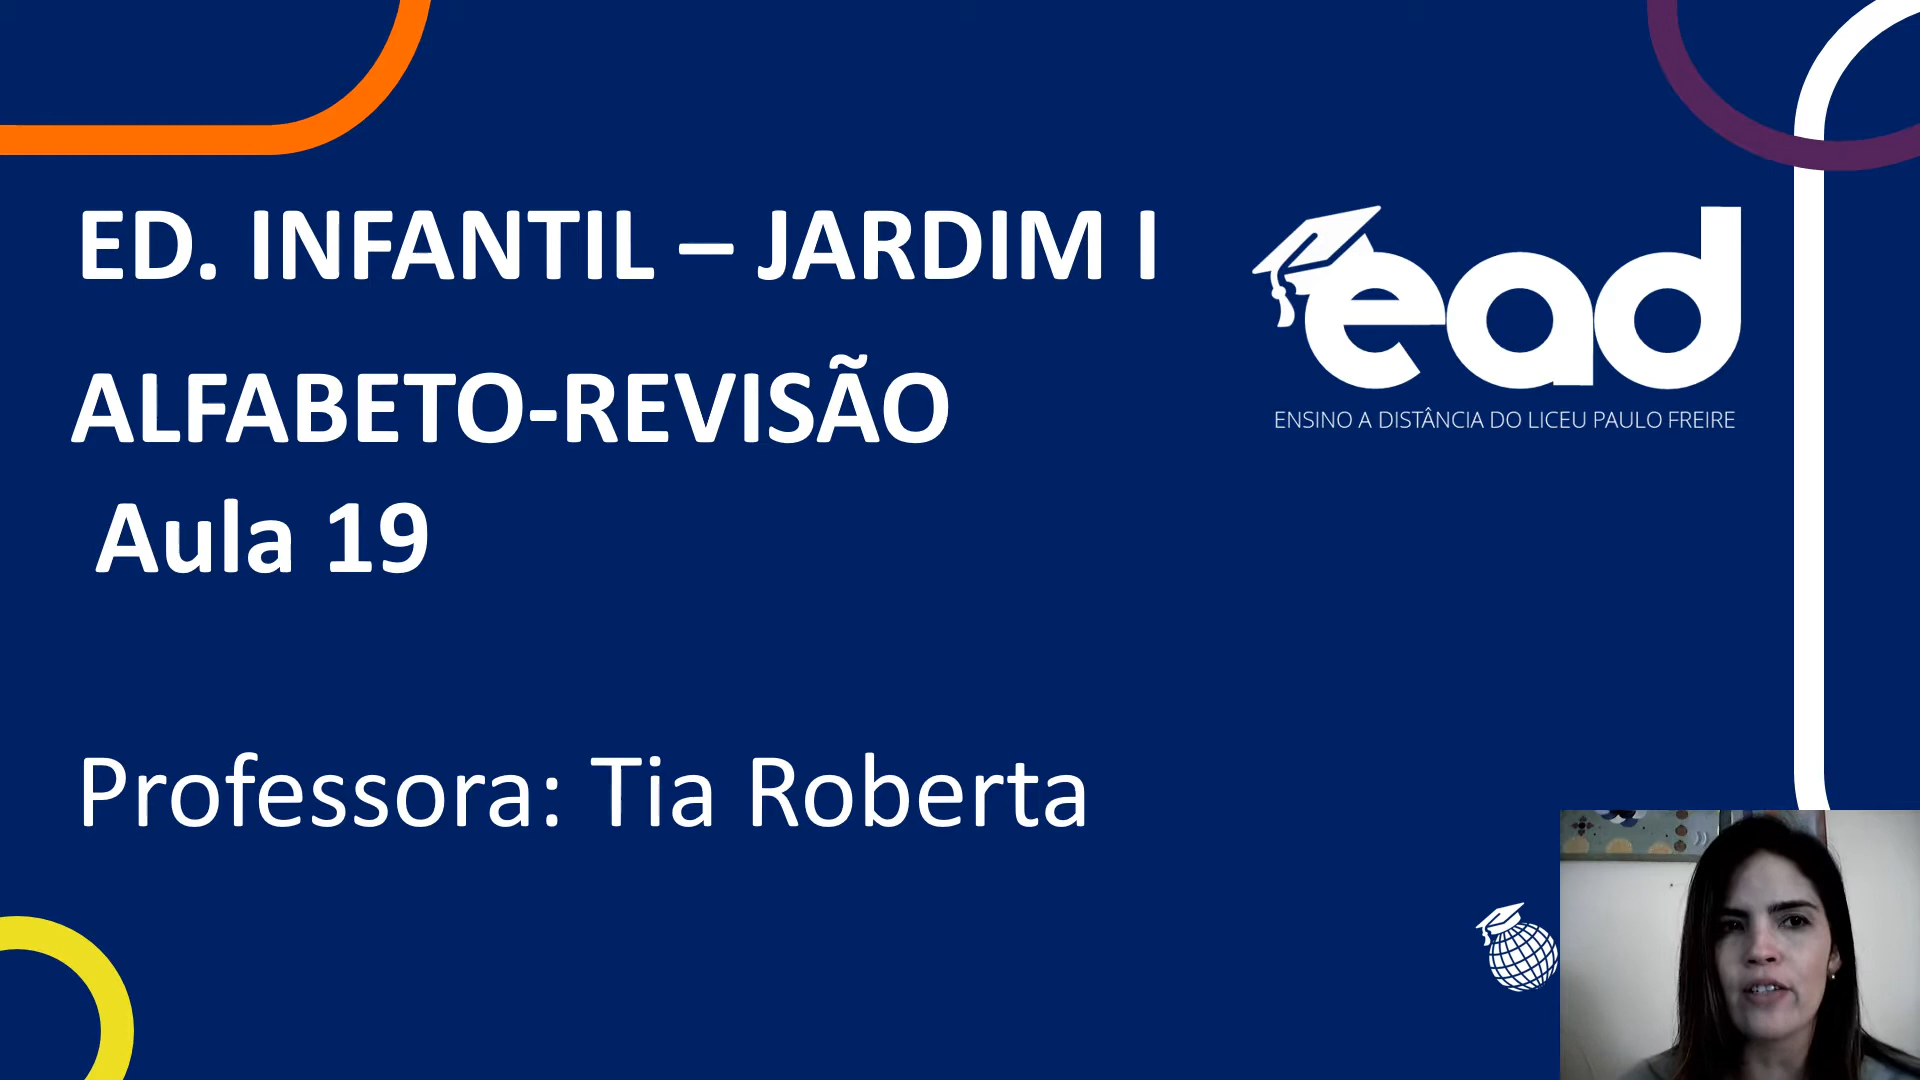 ED. INFANTIL – JARDIM I
ALFABETO-REVISÃO
Aula 19
Professora: Tia Roberta
ead
ENSINO A DISTÂNCIA DO LICEU PAULO FREIRE